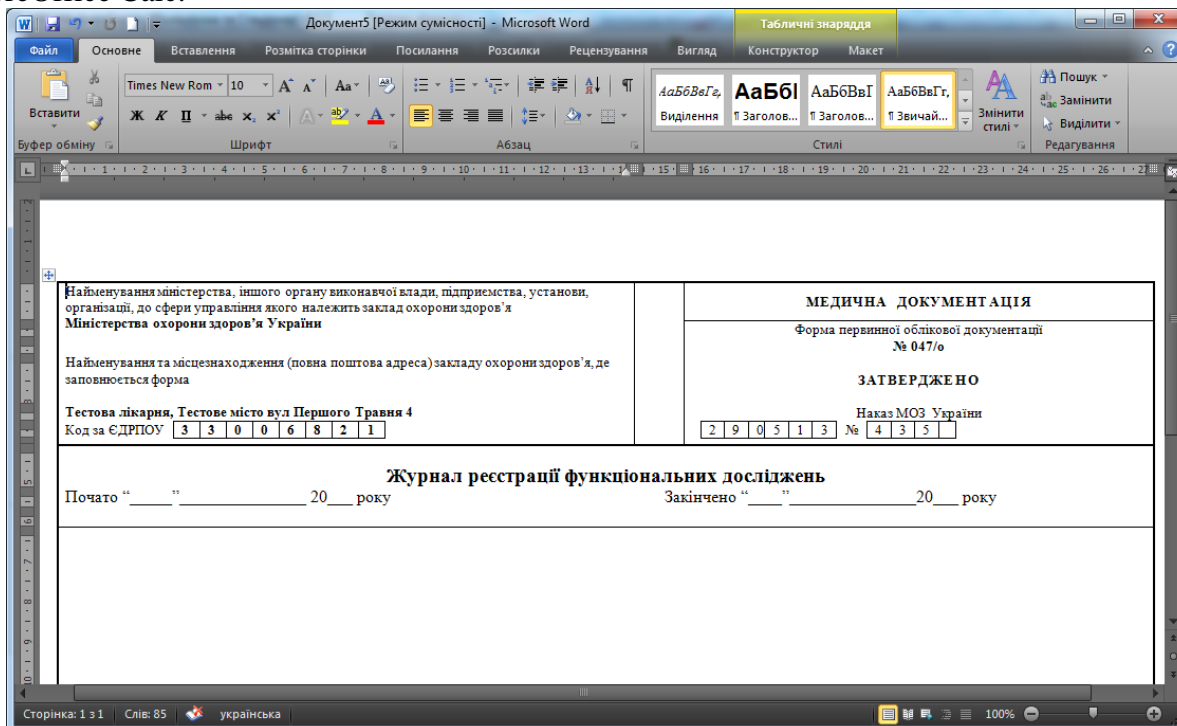 Документ5 [Режим сумісності] - Microsoft Word
Табличні знаряддя
Файл Основне Вставлення Розмітка сторінки Посилання Розсилки Рецензування Вигляд Конструктор Макет
Вставити
Times New Rom 10
Ж К П abc x₂ x²
АаБбВвГг, АаБбІ АаБбВвІ АаБбВвГг,
Виділення ¶ Заголов... ¶ Заголов... ¶ Звичай...
Змінити стилі
Пошук
Замінити
Виділити
Буфер обміну Шрифт Абзац Стилі Редагування
Найменування міністерства, іншого органу виконавчої влади, підприємства, установи,
організації, до сфери управління якого належить заклад охорони здоров’я
Міністерства охорони здоров’я України
Найменування та місцезнаходження (повна поштова адреса) закладу охорони здоров’я, де
заповнюється форма
Тестова лікарня, Тестове місто вул Першого Травня 4
Код за ЄДРПОУ 3 3 0 0 6 8 2 1
МЕДИЧНА ДОКУМЕНТАЦІЯ
Форма первинної облікової документації
№ 047/о
ЗАТВЕРДЖЕНО
Наказ МОЗ України
2 9 0 5 1 3 № 4 3 5
Журнал реєстрації функціональних досліджень
Почато “_____”_______________ 20___ року Закінчено “____”_______________20___ року
Сторінка: 1 з 1 Слів: 85 українська 100%